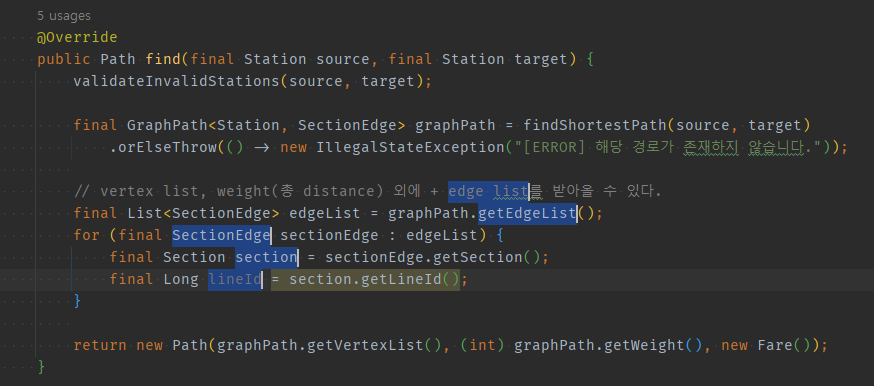 5 usages
@Override
public Path find(final Station source, final Station target) {
validateInvalidStations(source, target);
final GraphPath<Station, SectionEdge> graphPath = findShortestPath(source, target)
.orElseThrow(() -> new IllegalStateException("[ERROR] 해당 경로가 존재하지 않습니다."));
// vertex list, weight(총 distance) 외에 + edge list를 받아올 수 있다.
final List<SectionEdge> edgeList = graphPath.getEdgeList();
for (final SectionEdge sectionEdge : edgeList) {
final Section section = sectionEdge.getSection();
final Long lineId = section.getLineId();
}
return new Path(graphPath.getVertexList(), (int) graphPath.getWeight(), new Fare());
}